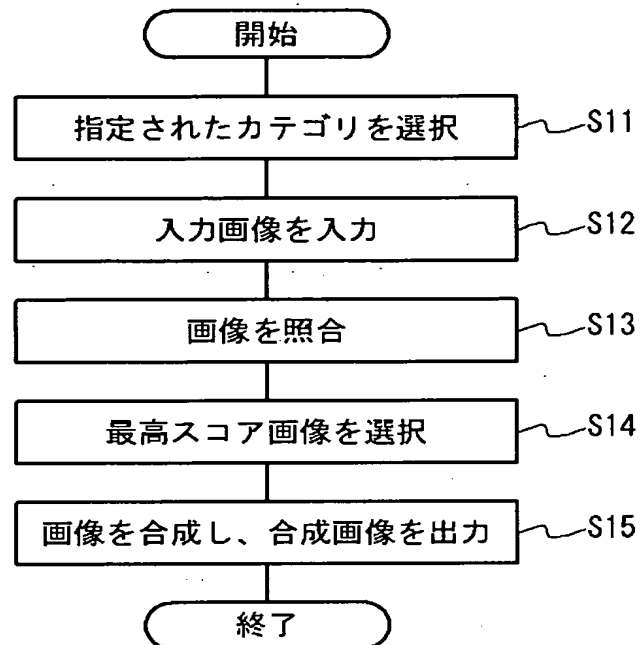 開始
指定されたカテゴリを選択 S11
入力画像を入力 S12
画像を照合 S13
最高スコア画像を選択 S14
画像を合成し、合成画像を出力 S15
終了